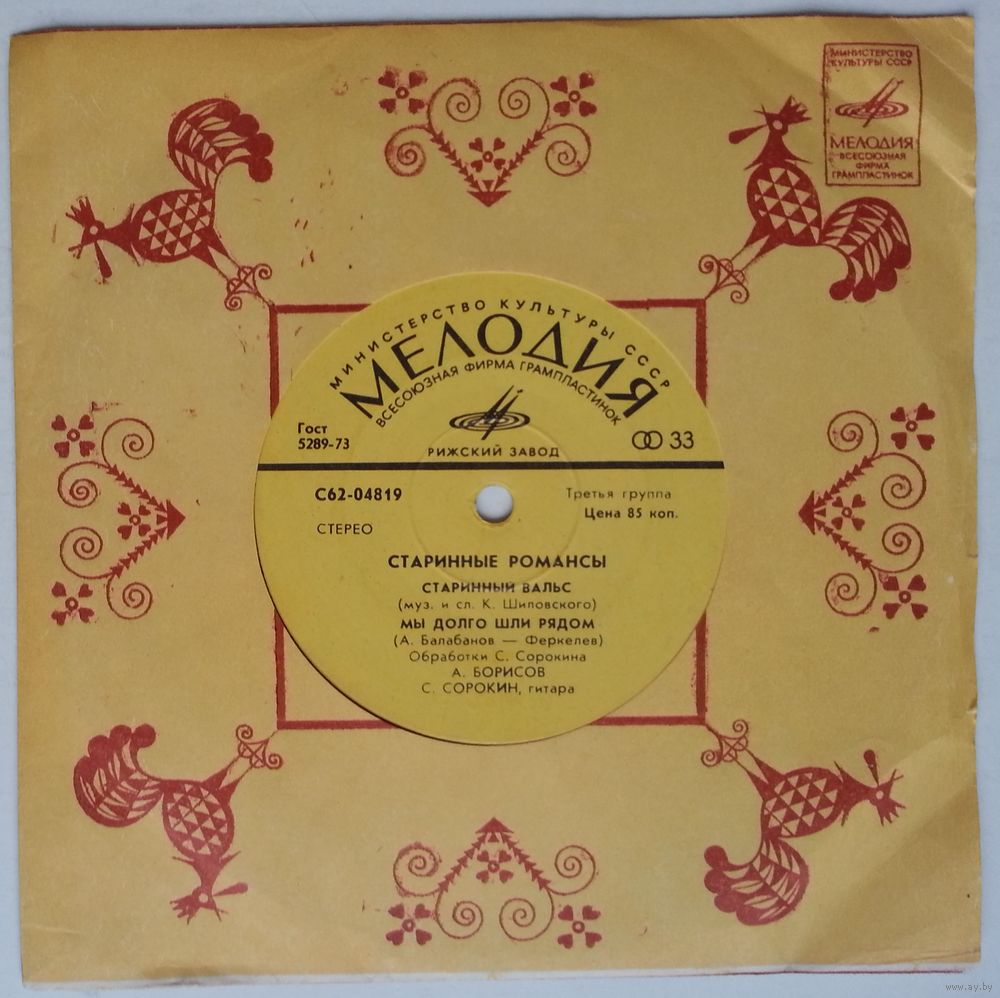 МИНИСТЕРСТВО
КУЛЬТУРЫ СССР
МЕЛОДИЯ
ВСЕСОЮЗНАЯ
ФИРМА
ГРАМПЛАСТИНОК
МИНИСТЕРСТВО КУЛЬТУРЫ СССР
МЕЛОДИЯ
ВСЕСОЮЗНАЯ ФИРМА ГРАМПЛАСТИНОК
Гост
5289-73
33
РИЖСКИЙ ЗАВОД
С62-04819
Третья группа
Цена 85 коп.
СТЕРЕО
СТАРИННЫЕ РОМАНСЫ
СТАРИННЫЙ ВАЛЬС
(муз. и сл. К. Шиповского)
МЫ ДОЛГО ШЛИ РЯДОМ
(А. Балабанов — Феркелев)
Обработки С. Сорокина
А. БОРИСОВ
С. СОРОКИН, гитара
www.ay.by